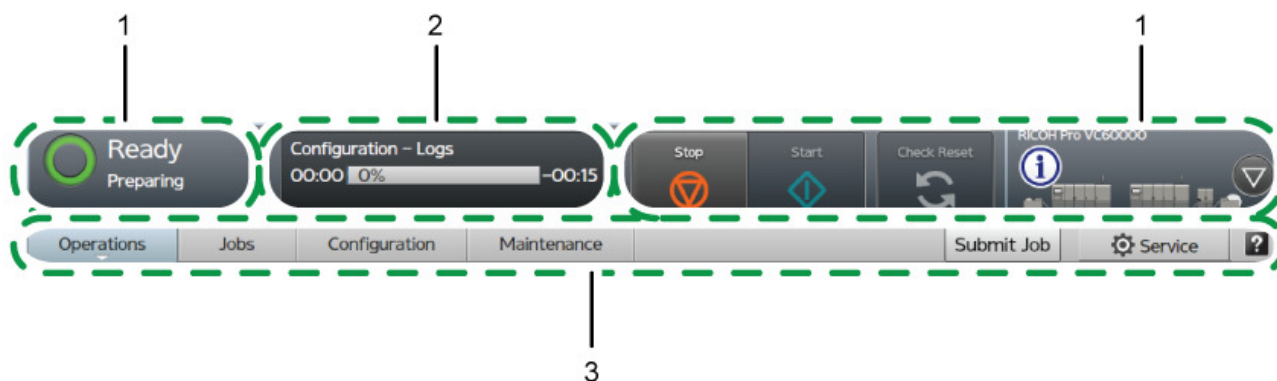 1
2
1
Ready
Preparing
Configuration – Logs
00:00 0% –00:15
Stop
Start
Check Reset
RICOH Pro VC60000
i
Operations
Jobs
Configuration
Maintenance
Submit Job
Service
?
3